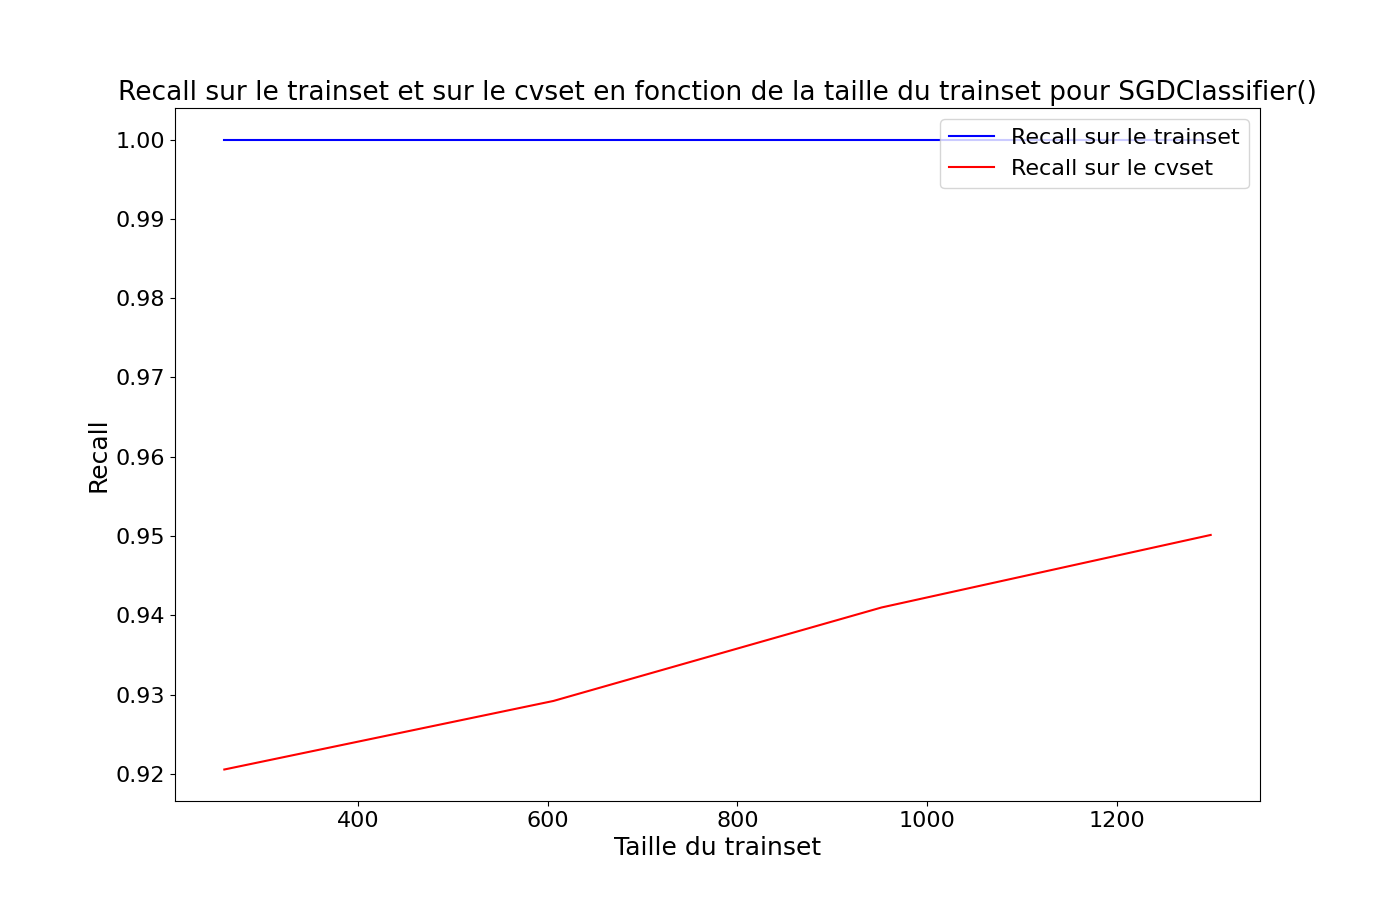 Recall sur le trainset et sur le cvset en fonction de la taille du trainset pour SGDClassifier()
Recall sur le trainset
Recall sur le cvset
1.00
0.99
0.98
0.97
0.96
0.95
0.94
0.93
0.92
Recall
400 600 800 1000 1200
Taille du trainset